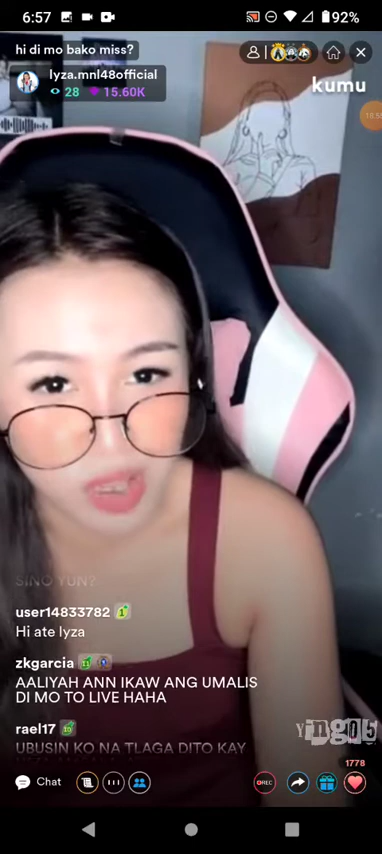 6:57
92%
hi di mo bako miss?
lyza.mnl48official
28 15.60K
kumu
SINO YUN?
user14833782 1
Hi ate lyza
zkgarcia
AALIYAH ANN IKAW ANG UMALIS
DI MO TO LIVE HAHA
rael17
UBUSIN KO NA TLAGA DITO KAY
Chat
REC
1778